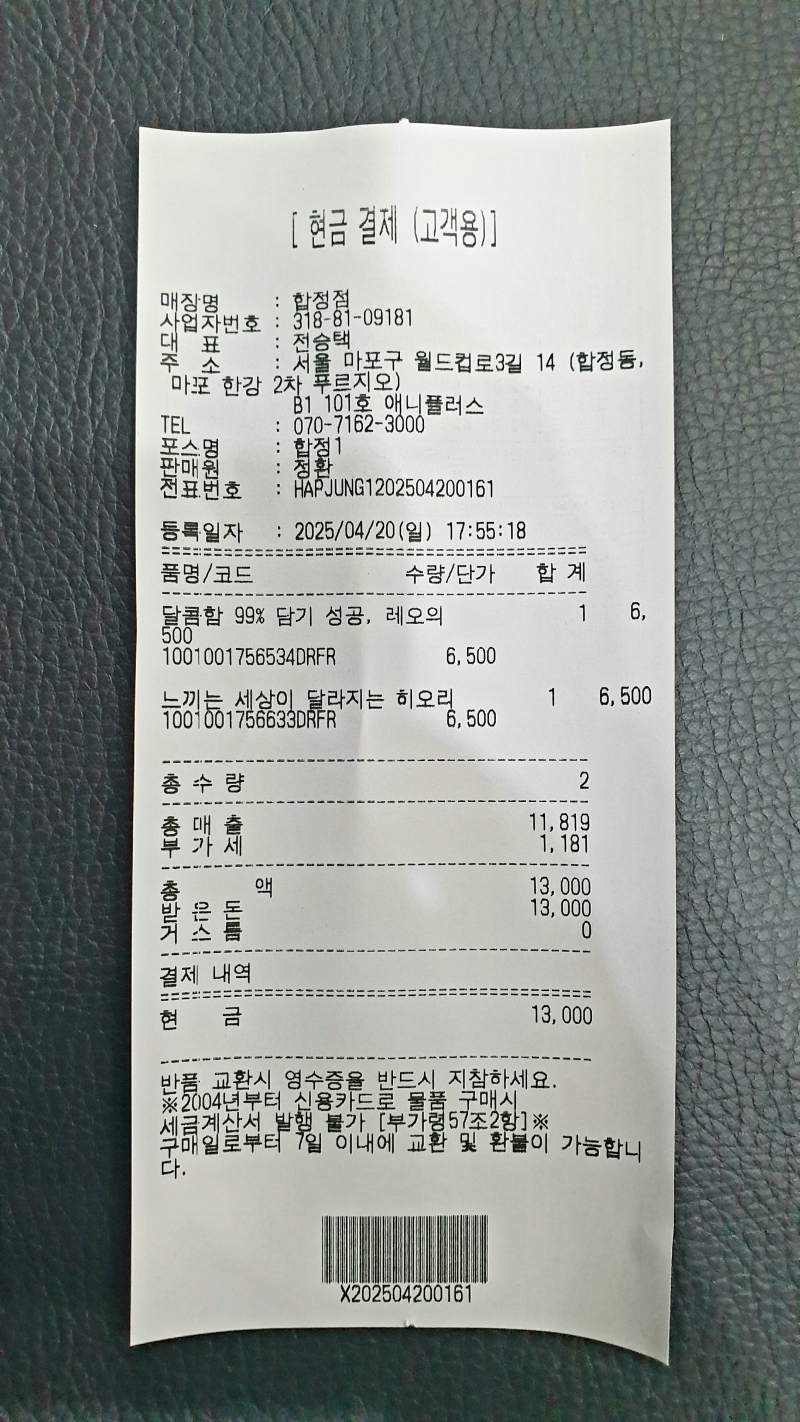 [ 현금 결제 (고객용)]
매장명 : 합정점
사업자번호 : 318-81-09181
대 표 : 전승택
주 소 : 서울 마포구 월드컵로3길 14 (합정동,
마포 한강 2차 푸르지오)
B1 101호 애니플러스
TEL : 070-7162-3000
포스명 : 합정1
판매원 : 정환
전표번호 : HAPJUNG1202504200161
등록일자 : 2025/04/20(일) 17:55:18
==========================================
품명/코드 수량/단가 합 계
------------------------------------------
달콤함 99% 담기 성공, 레오의 1 6,
500
1001001756534DRFR 6,500
느끼는 세상이 달라지는 히오리 1 6,500
1001001756633DRFR 6,500
------------------------------------------
총 수 량 2
------------------------------------------
총 매 출 11,819
부 가 세 1,181
------------------------------------------
총 액 13,000
받 은 돈 13,000
거 스 름 0
------------------------------------------
결제 내역
==========================================
현 금 13,000
------------------------------------------
반품 교환시 영수증을 반드시 지참하세요.
※2004년부터 신용카드로 물품 구매시
세금계산서 발행 불가 [부가령57조2항]※
구매일로부터 7일 이내에 교환 및 환불이 가능합니
다.
X202504200161